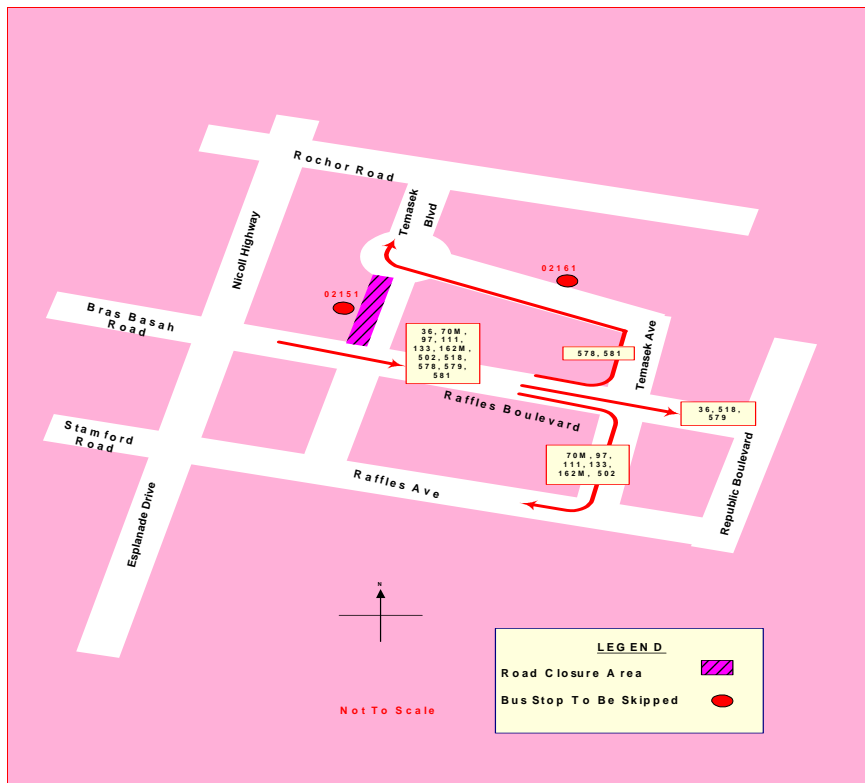 Rochor Road
Temasek
Blvd
Nicoll Highway
02161
02151
Bras Basah
Road
36, 70M,
97, 111,
133, 162M,
502, 518,
578, 579,
581
578, 581
Temasek Ave
Raffles Boulevard
36, 518,
579
Stamford
Road
70M, 97,
111, 133,
162M, 502
Raffles Ave
Republic Boulevard
Esplanade Drive
N
LEGEND
Road Closure Area
Bus Stop To Be Skipped
Not To Scale